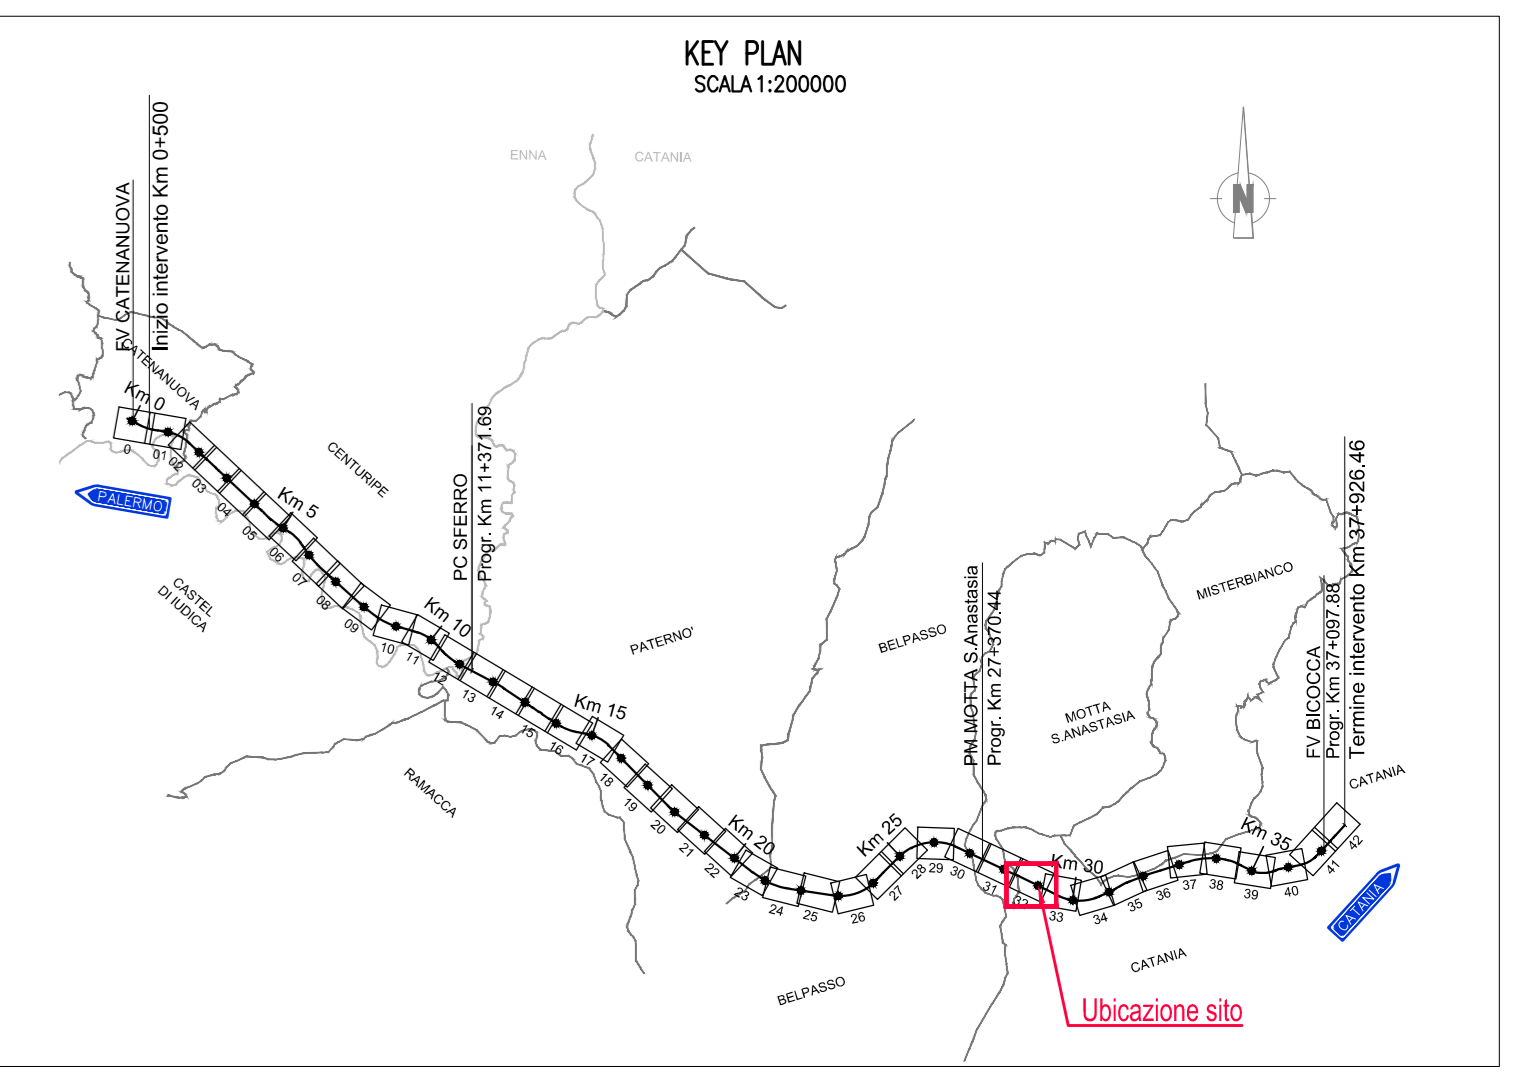 KEY PLAN
SCALA 1:200000
ENNA
CATANIA
N
FV CATENANUOVA
Inizio intervento Km 0+500
CATENANUOVA
Km 0
PALERMO
CENTURIPE
Km 5
CASTEL
DI IUDICA
PC SFERRO
Progr. Km 11+371.69
Km 10
RAMACCA
Km 15
PATERNO'
Km 20
BELPASSO
Km 25
BELPASSO
PM MOTTA S.Anastasia
Progr. Km 27+370.44
MOTTA
S.ANASTASIA
MISTERBIANCO
Km 30
FV BICOCCA
Progr. Km 37+097.88
Termine intervento Km 37+926.46
Km 35
CATANIA
CATANIA
CATANIA
Ubicazione sito
0
01
02
03
04
05
06
07
08
09
10
11
12
13
14
15
16
17
18
19
20
21
22
23
24
25
26
27
28
29
30
31
32
33
34
35
36
37
38
39
40
41
42